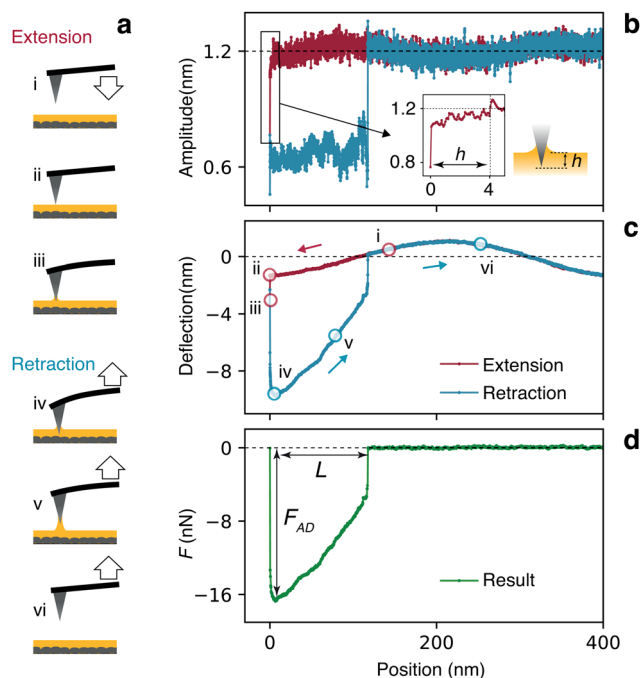 Extension
a
i
ii
iii
Retraction
iv
v
vi
b
Amplitude(nm)
1.2
0.6
1.2
0.8
h
0
4
h
c
Deflection(nm)
0
−4
−8
i
ii
iii
iv
v
vi
Extension
Retraction
d
F (nN)
0
−8
−16
L
F_AD
Result
0
200
400
Position (nm)